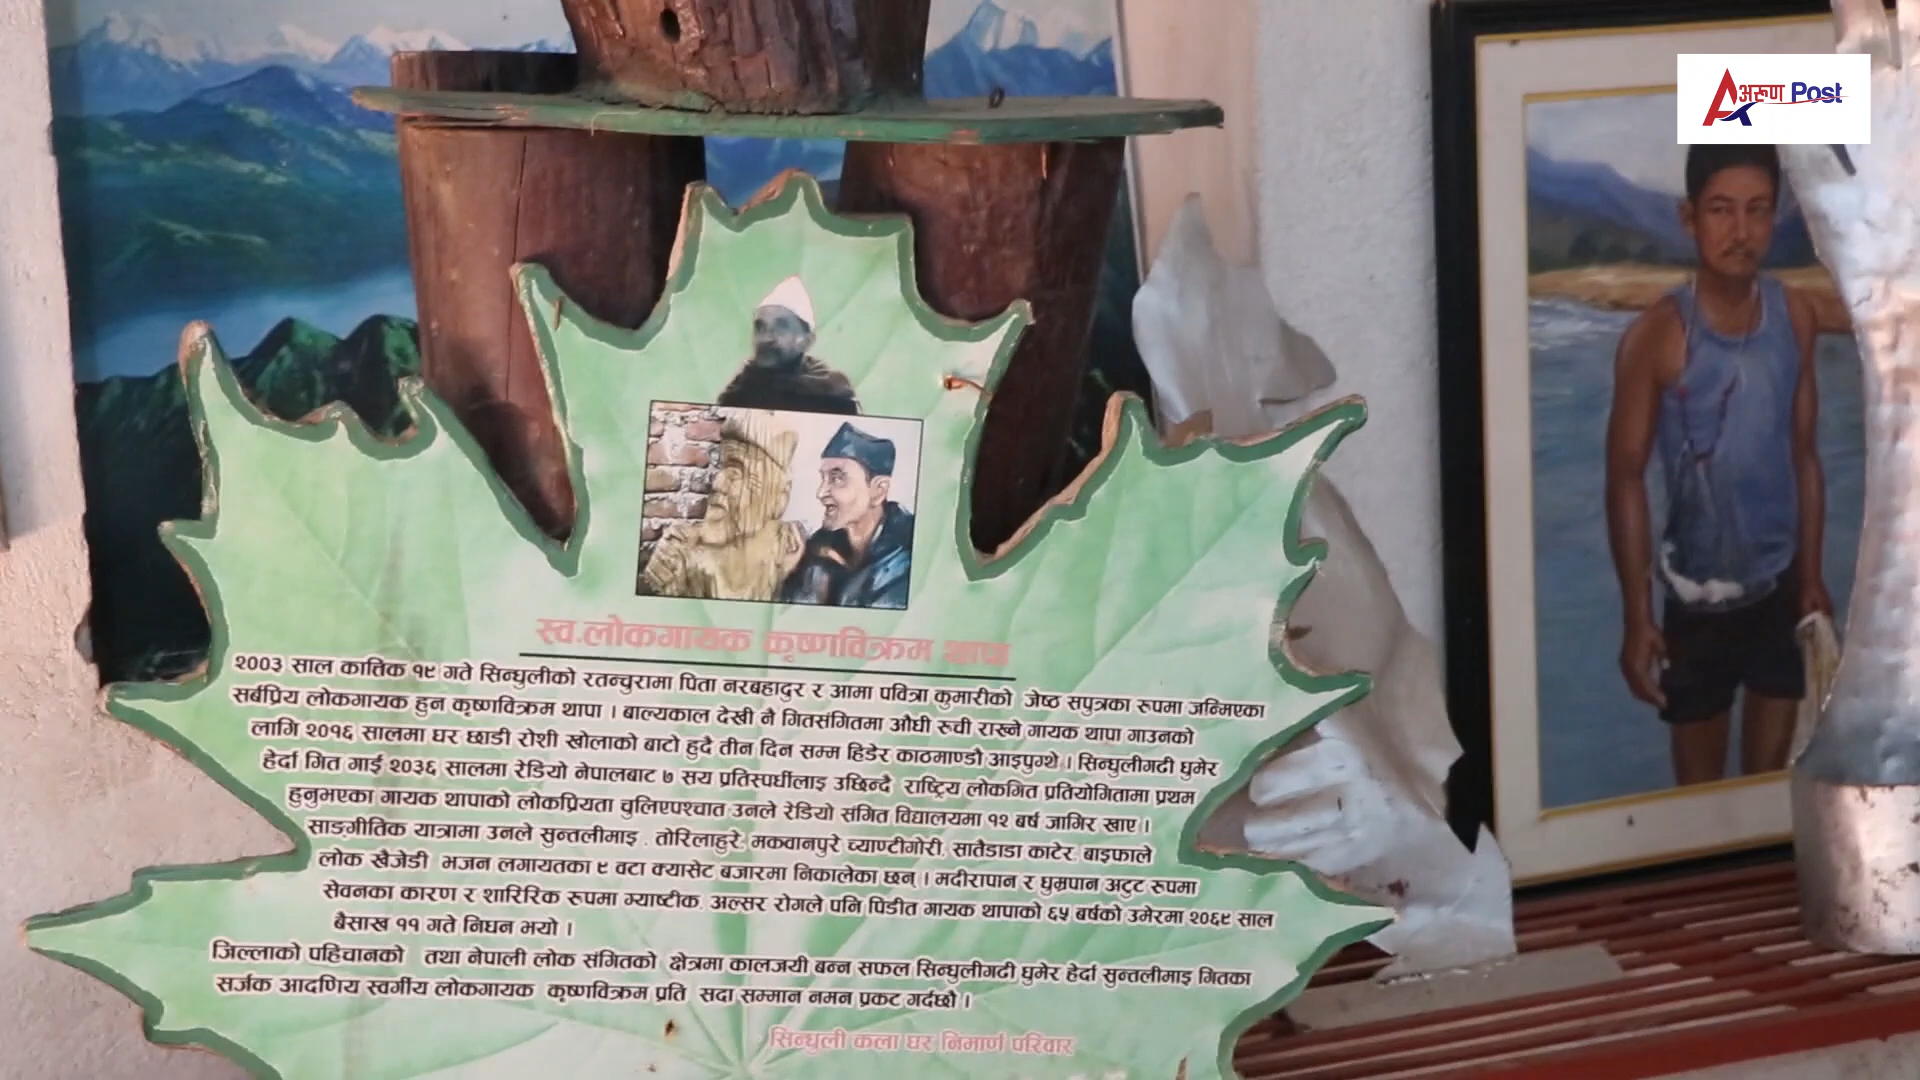 अरूण Post
स्व.लोकगायक कृष्णविक्रम थापा
२००३ साल कात्तिक १९ गते सिन्धुलीको रतन्चुरामा पिता नरबहादुर र आमा पवित्रा कुमारीको जेष्ठ सपुत्रका रूपमा जन्मिएका
सर्बप्रिय लोकगायक हुन कृष्णविक्रम थापा । बाल्यकाल देखी नै गितसंगितमा औधी रूची राख्ने गायक थापा गाउनको
लागि २०१६ सालमा घर छाडी रोशी खोलाको बाटो हुदै तीन दिन सम्म हिडेर काठमाण्डौ आइपुग्थे । सिन्धुलीगढी घुमेर
हेर्दा गित गाई २०३६ सालमा रेडियो नेपालबाट ७ सय प्रतिस्पर्धीलाइ उछिन्दै राष्ट्रिय लोकगित प्रतियोगितामा प्रथम
हुनुभएका गायक थापाको लोकप्रियता चुलिएपश्चात उनले रेडियो संगित विद्यालयमा १२ बर्ष जागिर खाए ।
साङ्गीतिक यात्रामा उनले सुन्तलीमाइ . तोरिलाहुरे. मकवानपुरे च्याण्टीगोरी. सातैडाडा काटेर. बाइफाले
लोक खैजेडी भजन लगायतका ९ वटा क्यासेट बजारमा निकालेका छन् । मदीरापान र धुम्रपान अटुट रूपमा
सेवनका कारण र शारिरिक रूपमा ग्याष्टीक. अल्सर रोगले पनि पिडीत गायक थापाको ६५ बर्षको उमेरमा २०६९ साल
बैसाख ११ गते निधन भयो ।
जिल्लाको पहिचानको तथा नेपाली लोक संगितको क्षेत्रमा कालजयी बन्न सफल सिन्धुलीगढी घुमेर हेर्दा सुन्तलीमाइ गितका
सर्जक आदणिय स्वर्गीय लोकगायक कृष्णविक्रम प्रति सदा सम्मान नमन प्रकट गर्दछौ ।
सिन्धुली कला घर निर्माण परिवार